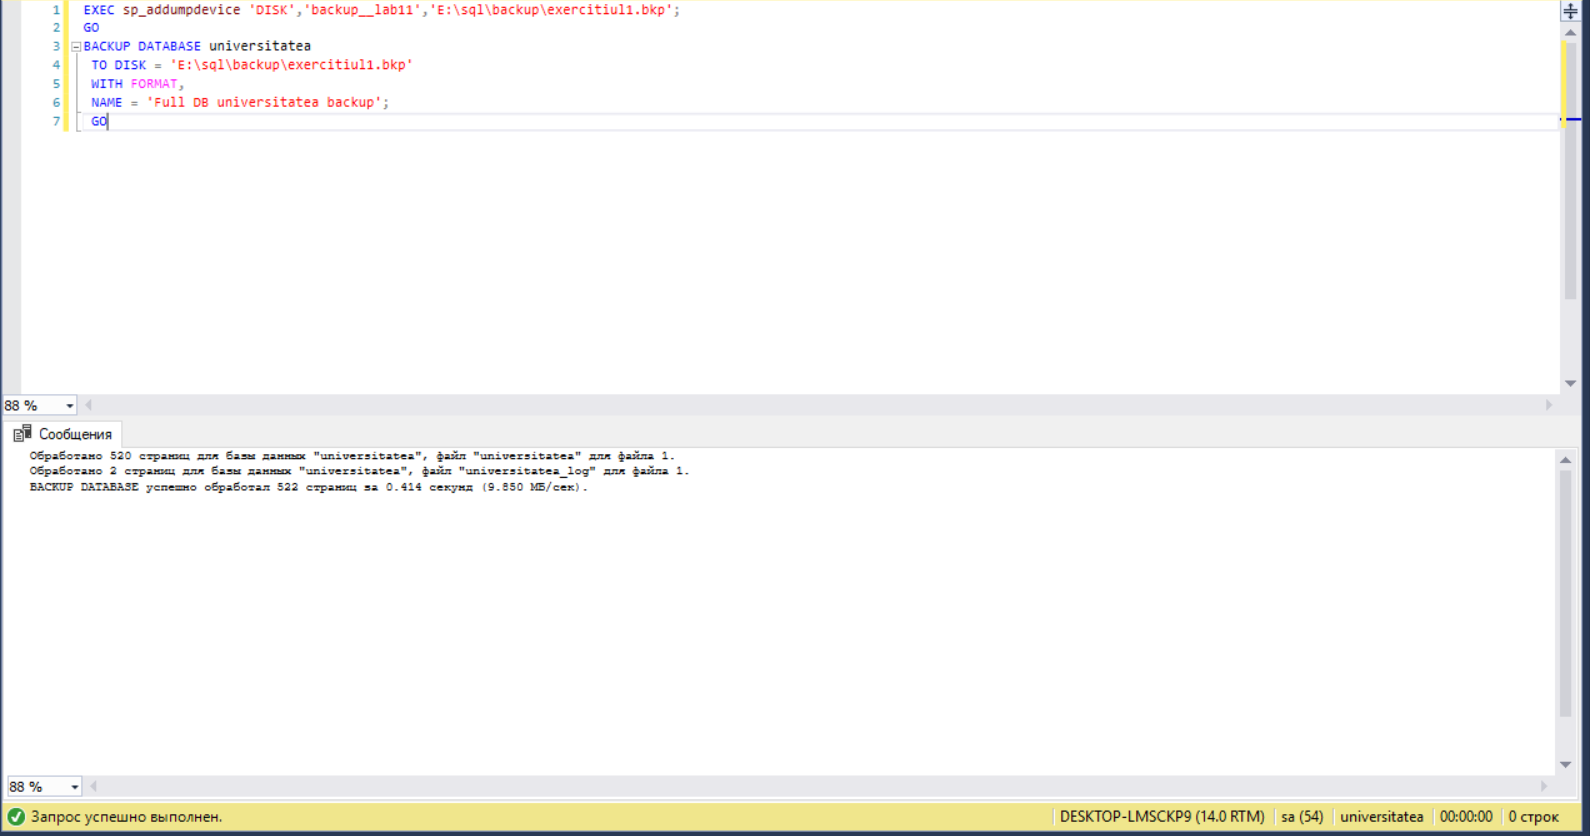 1 EXEC sp_addumpdevice 'DISK','backup__lab11','E:\sql\backup\exercitiul1.bkp';
2 GO
3 BACKUP DATABASE universitatea
4 TO DISK = 'E:\sql\backup\exercitiul1.bkp'
5 WITH FORMAT,
6 NAME = 'Full DB universitatea backup';
7 GO
88 %
Сообщения
Обработано 520 страниц для базы данных "universitatea", файл "universitatea" для файла 1.
Обработано 2 страниц для базы данных "universitatea", файл "universitatea_log" для файла 1.
BACKUP DATABASE успешно обработал 522 страниц за 0.414 секунд (9.850 МБ/сек).
88 %
Запрос успешно выполнен. DESKTOP-LMSCKP9 (14.0 RTM) sa (54) universitatea 00:00:00 0 строк